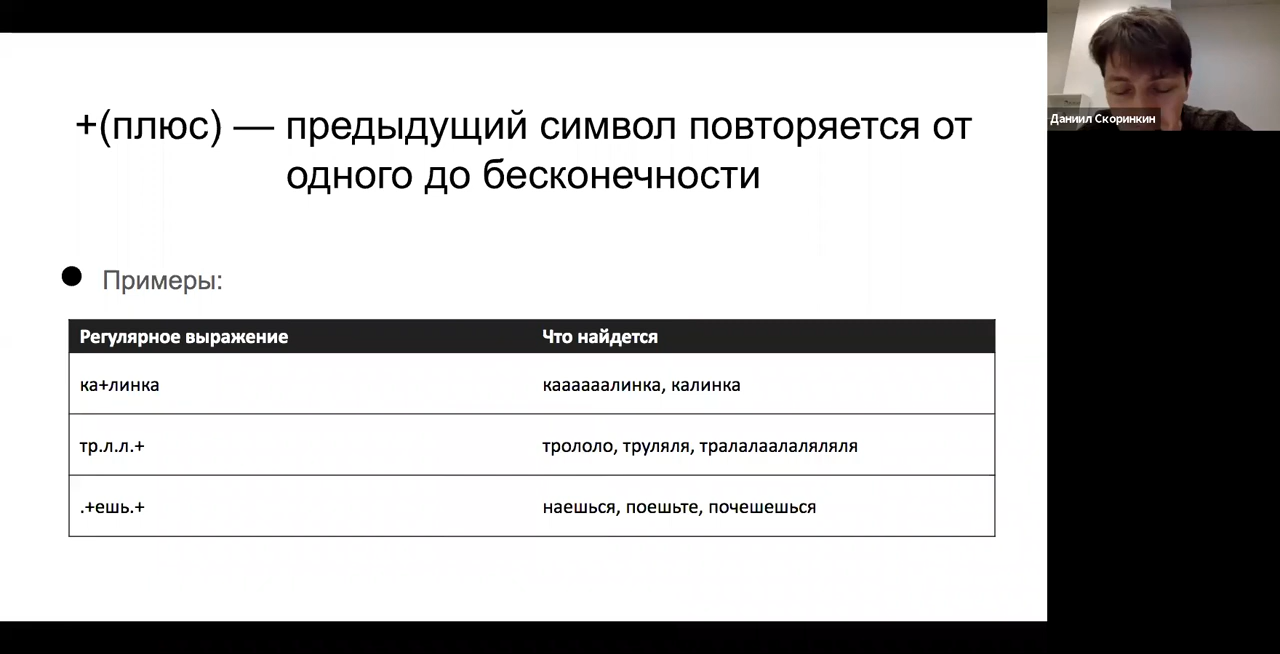 +(плюс) — предыдущий символ повторяется от
одного до бесконечности
Даниил Скоринкин
Примеры:
Регулярное выражение Что найдется
ка+линка каааааалинка, калинка
тр.л.л.+ трололо, труляля, тралалаалаляляля
.+ешь.+ наешься, поешьте, почешешься